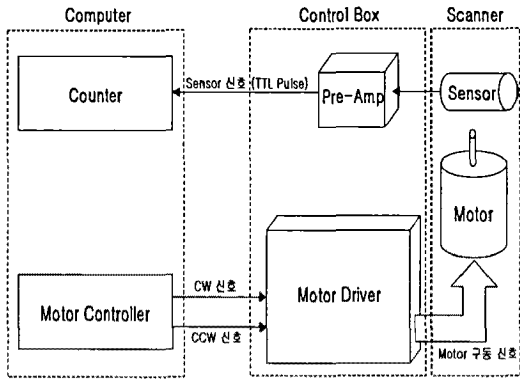 Computer
Control Box
Scanner
Counter
Sensor 신호 (TTL Pulse)
Pre-Amp
Sensor
Motor
Motor Controller
CW 신호
CCW 신호
Motor Driver
Motor 구동 신호